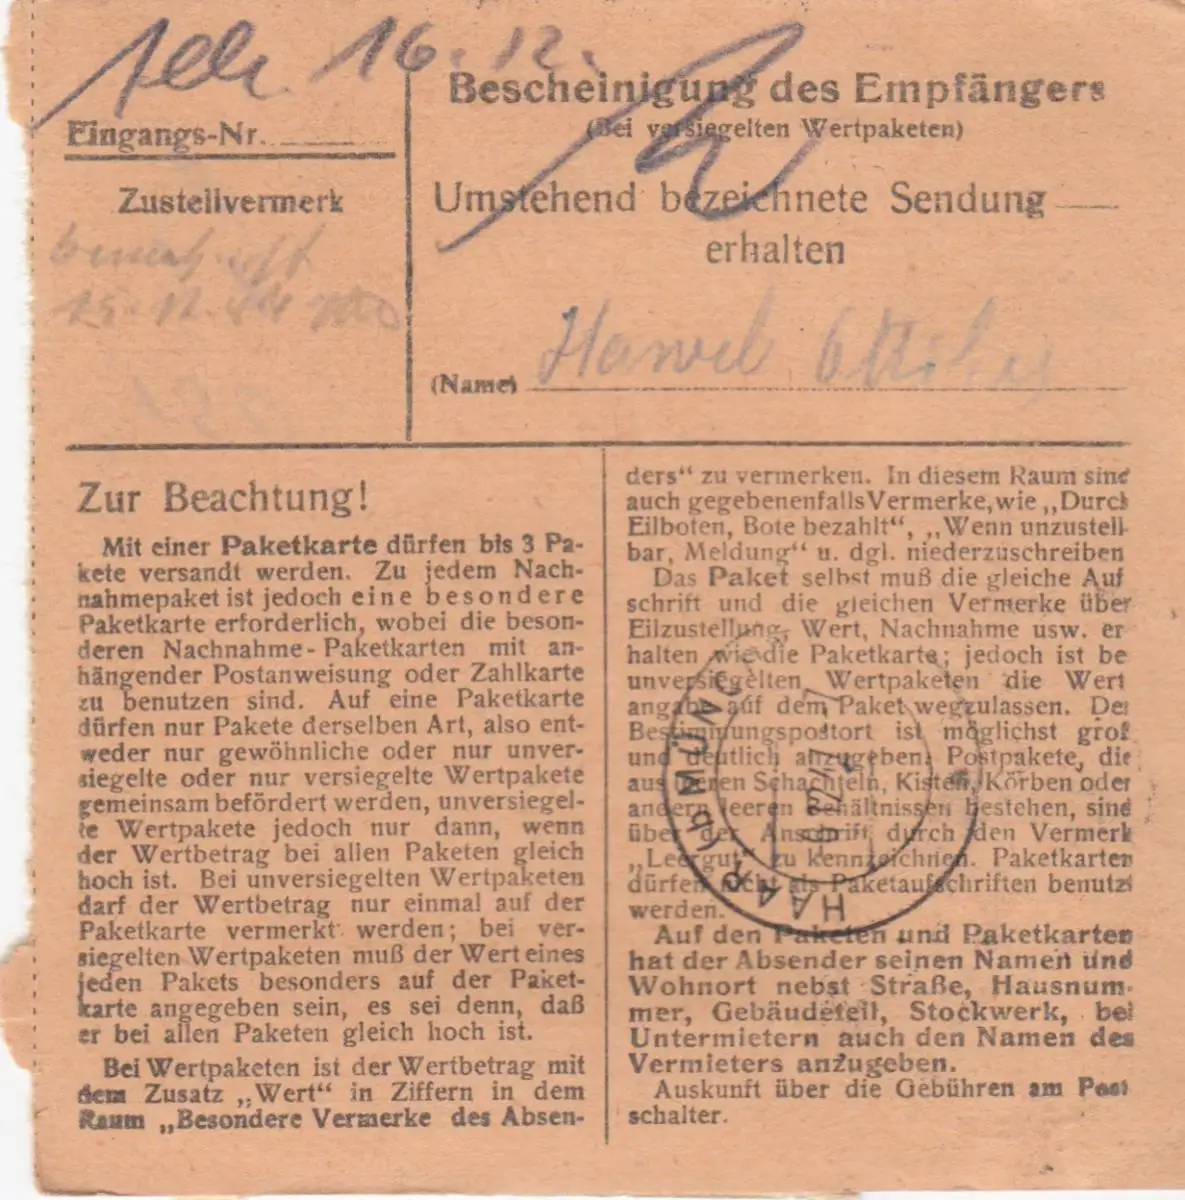 16. 12.
Eingangs-Nr.
Zustellvermerk
Bescheinigung des Empfängers
(Bei versiegelten Wertpaketen)
Umstehend bezeichnete Sendung
erhalten
(Name)
Zur Beachtung!
Mit einer Paketkarte dürfen bis 3 Pa-
kete versandt werden. Zu jedem Nach-
nahmepaket ist jedoch eine besondere
Paketkarte erforderlich, wobei die beson-
deren Nachnahme-Paketkarten mit an-
hängender Postanweisung oder Zahlkarte
zu benutzen sind. Auf eine Paketkarte
dürfen nur Pakete derselben Art, also ent-
weder nur gewöhnliche oder nur unver-
siegelte oder nur versiegelte Wertpakete
gemeinsam befördert werden, unversiegel-
te Wertpakete jedoch nur dann, wenn
der Wertbetrag bei allen Paketen gleich
hoch ist. Bei unversiegelten Wertpaketen
darf der Wertbetrag nur einmal auf der
Paketkarte vermerkt werden; bei ver-
siegelten Wertpaketen muß der Wert eines
jeden Pakets besonders auf der Paket-
karte angegeben sein, es sei denn, daß
er bei allen Paketen gleich hoch ist.
Bei Wertpaketen ist der Wertbetrag mit
dem Zusatz „Wert“ in Ziffern in dem
Raum „Besondere Vermerke des Absen-
ders“ zu vermerken. In diesem Raum sind
auch gegebenenfalls Vermerke, wie „Durch
Eilboten, Bote bezahlt“, „Wenn unzustell-
bar, Meldung“ u. dgl. niederzuschreiben
Das Paket selbst muß die gleiche Auf
schrift und die gleichen Vermerke über
Eilzustellung, Wert, Nachnahme usw. er
halten wie die Paketkarte; jedoch ist be
unversiegelten Wertpaketen die Wert
angabe auf dem Paket wegzulassen. Der
Bestimmungspostort ist möglichst groß
und deutlich anzugeben. Postpakete, die
aus leeren Schachteln, Kisten, Körben oder
andern leeren Behältnissen bestehen, sind
über der Anschrift durch den Vermerk
„Leergut“ zu kennzeichnen. Paketkarten
dürfen nicht als Paketaufschriften benutzt
werden.
Auf den Paketen und Paketkarten
hat der Absender seinen Namen und
Wohnort nebst Straße, Hausnum-
mer, Gebäudeteil, Stockwerk, bei
Untermietern auch den Namen des
Vermieters anzugeben.
Auskunft über die Gebühren am Post
schalter.
HAAR (b MÜNCH